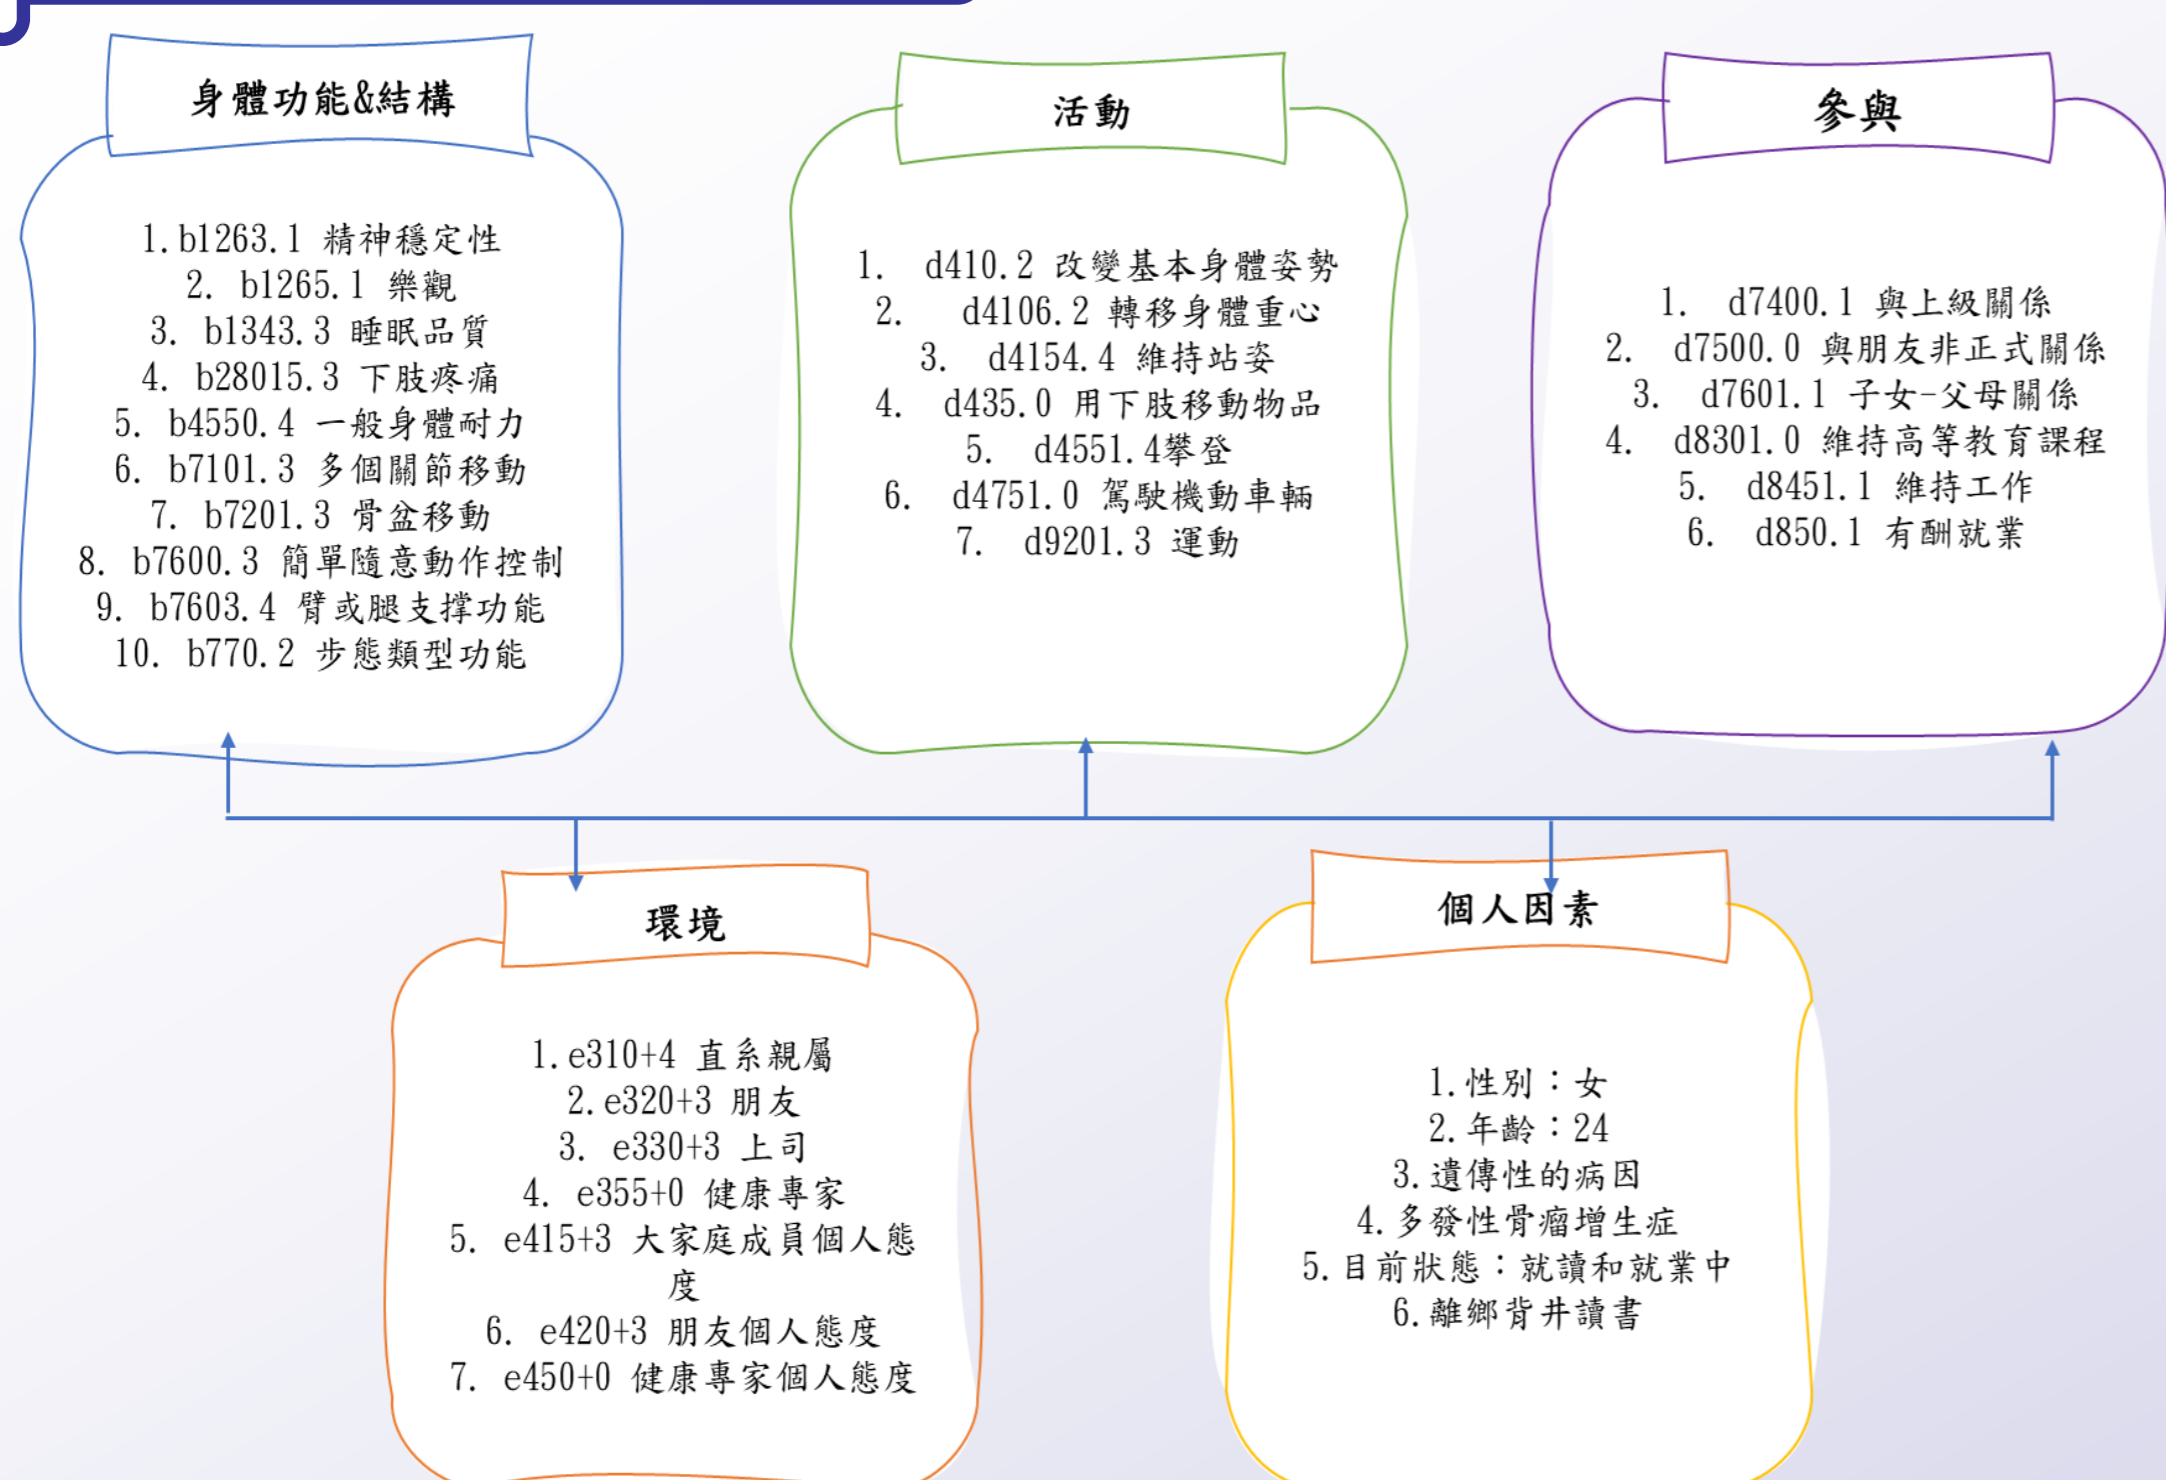 身體功能&結構
1.b1263.1 精神穩定性
2. b1265.1 樂觀
3. b1343.3 睡眠品質
4. b28015.3 下肢疼痛
5. b4550.4 一般身體耐力
6. b7101.3 多個關節移動
7. b7201.3 骨盆移動
8. b7600.3 簡單隨意動作控制
9. b7603.4 臂或腿支撐功能
10. b770.2 步態類型功能
活動
1. d410.2 改變基本身體姿勢
2. d4106.2 轉移身體重心
3. d4154.4 維持站姿
4. d435.0 用下肢移動物品
5. d4551.4攀登
6. d4751.0 駕駛機動車輛
7. d9201.3 運動
參與
1. d7400.1 與上級關係
2. d7500.0 與朋友非正式關係
3. d7601.1 子女-父母關係
4. d8301.0 維持高等教育課程
5. d8451.1 維持工作
6. d850.1 有酬就業
環境
1.e310+4 直系親屬
2.e320+3 朋友
3. e330+3 上司
4. e355+0 健康專家
5. e415+3 大家庭成員個人態
度
6. e420+3 朋友個人態度
7. e450+0 健康專家個人態度
個人因素
1.性別：女
2.年齡：24
3.遺傳性的病因
4.多發性骨瘤增生症
5.目前狀態：就讀和就業中
6.離鄉背井讀書